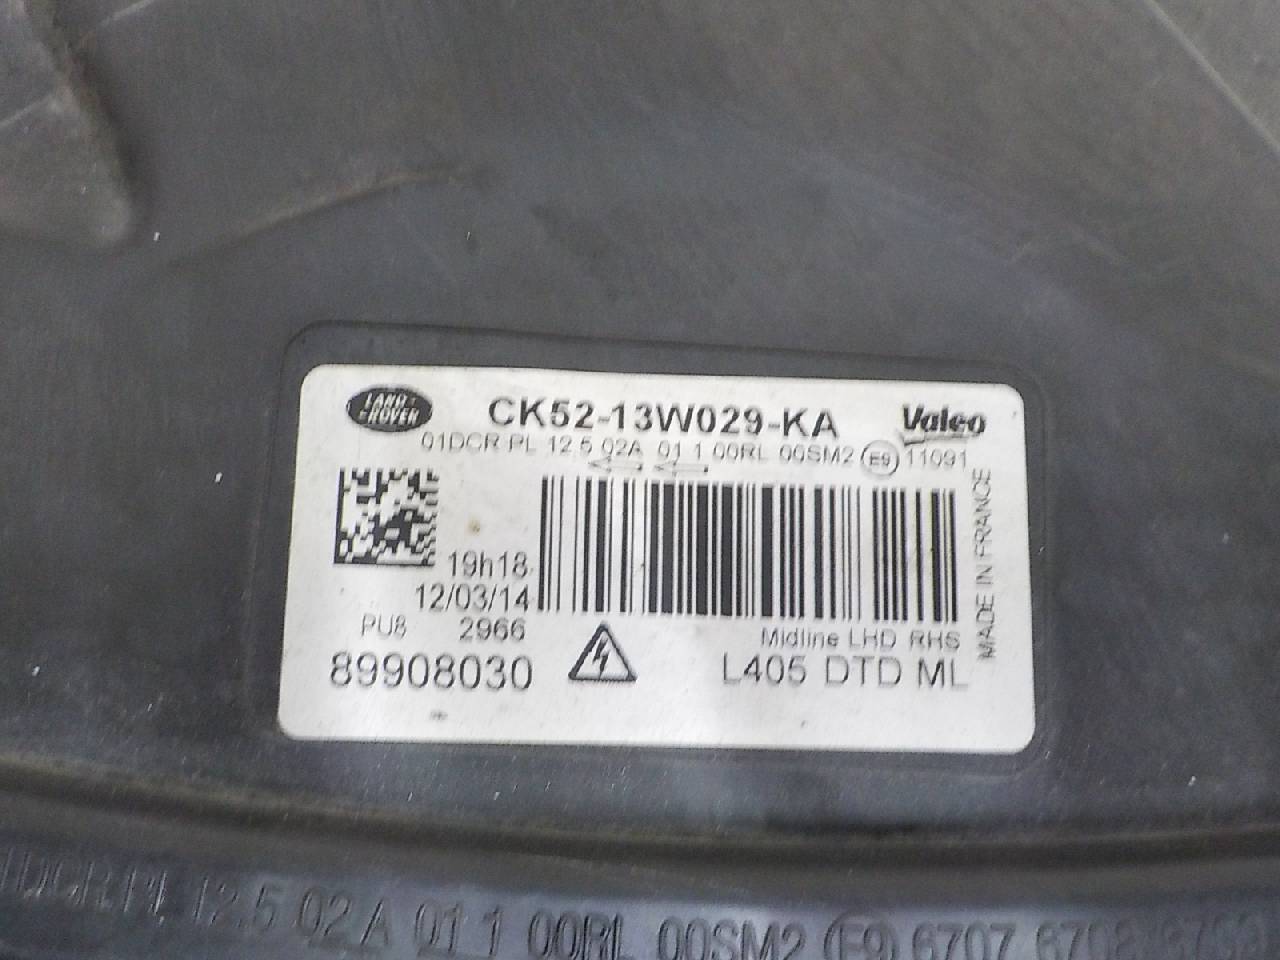 LAND ROVER
CK52-13W029-KA
Valeo
01DCR PL 12.5 02A 01 1 00RL 00SM2 E9 11091
19h18
12/03/14
PU8 2966
89908030
Midline LHD RHS
L405 DTD ML
MADE IN FRANCE
1DCR PL 12.5 02 A 01 1 00RL 00SM2 E9 6707 6708